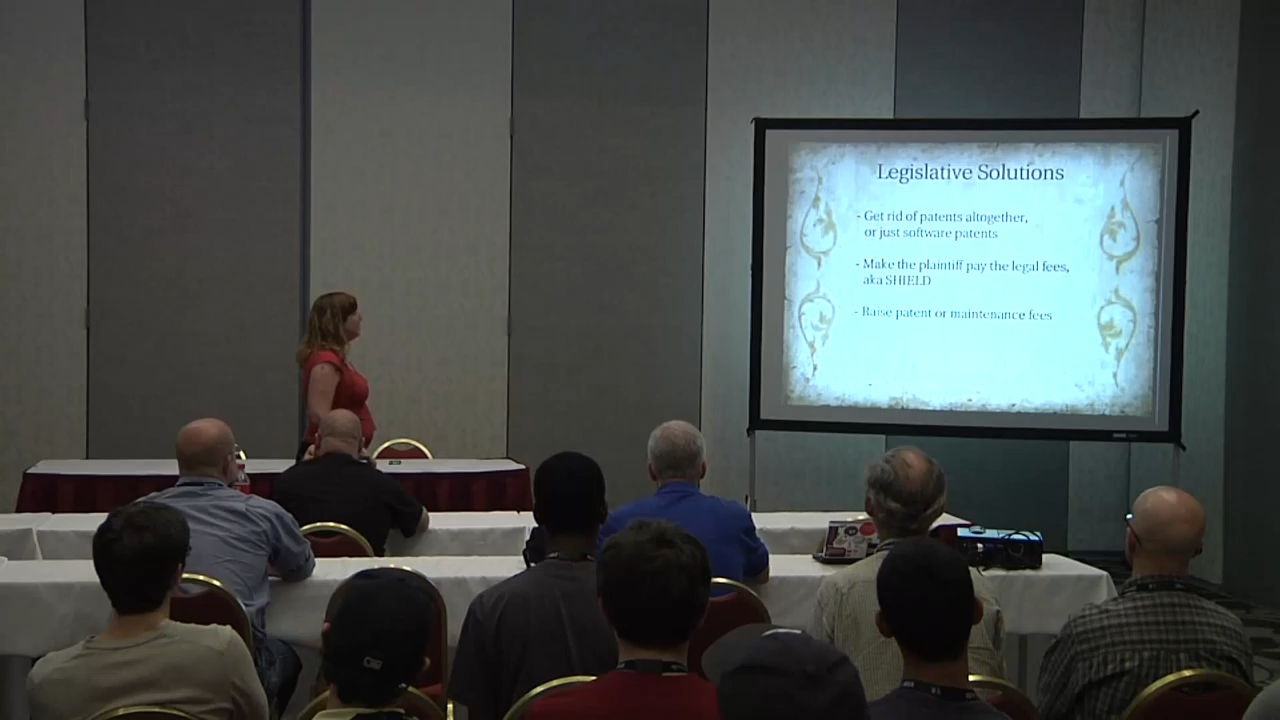 Legislative Solutions
- Get rid of patents altogether,
or just software patents
- Make the plaintiff pay the legal fees,
aka SHIELD
- Raise patent or maintenance fees